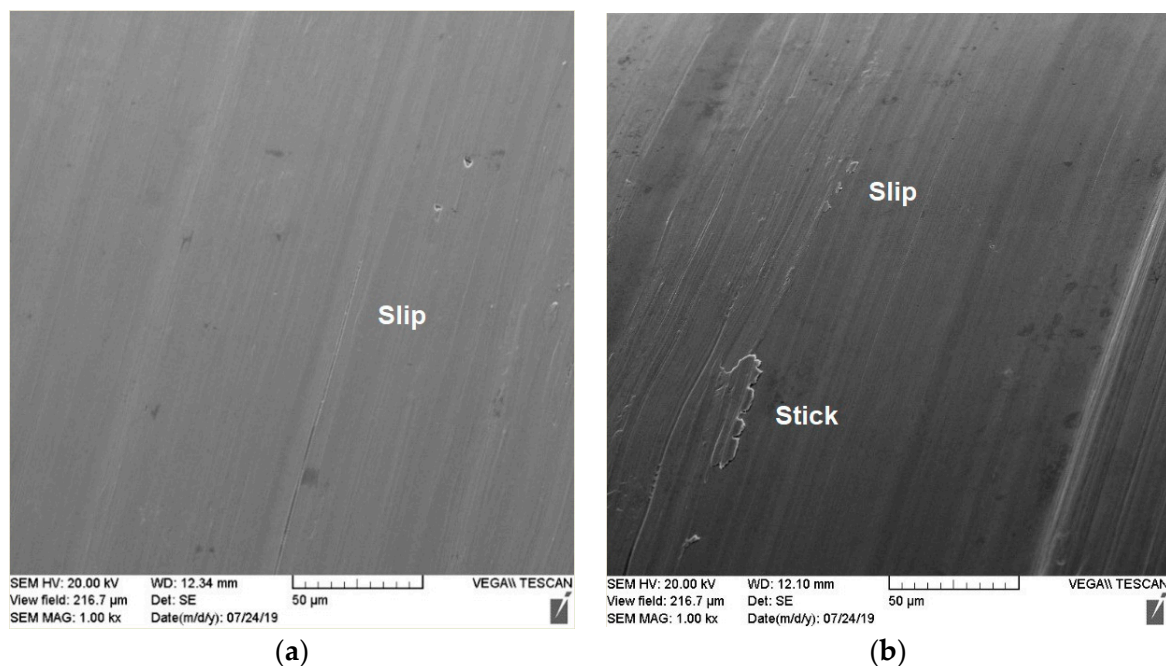 Slip
SEM HV: 20.00 kV WD: 12.34 mm VEGA\\ TESCAN
View field: 216.7 µm Det: SE 50 µm
SEM MAG: 1.00 kx Date(m/d/y): 07/24/19
(a)
Slip
Stick
SEM HV: 20.00 kV WD: 12.10 mm VEGA\\ TESCAN
View field: 216.7 µm Det: SE 50 µm
SEM MAG: 1.00 kx Date(m/d/y): 07/24/19
(b)